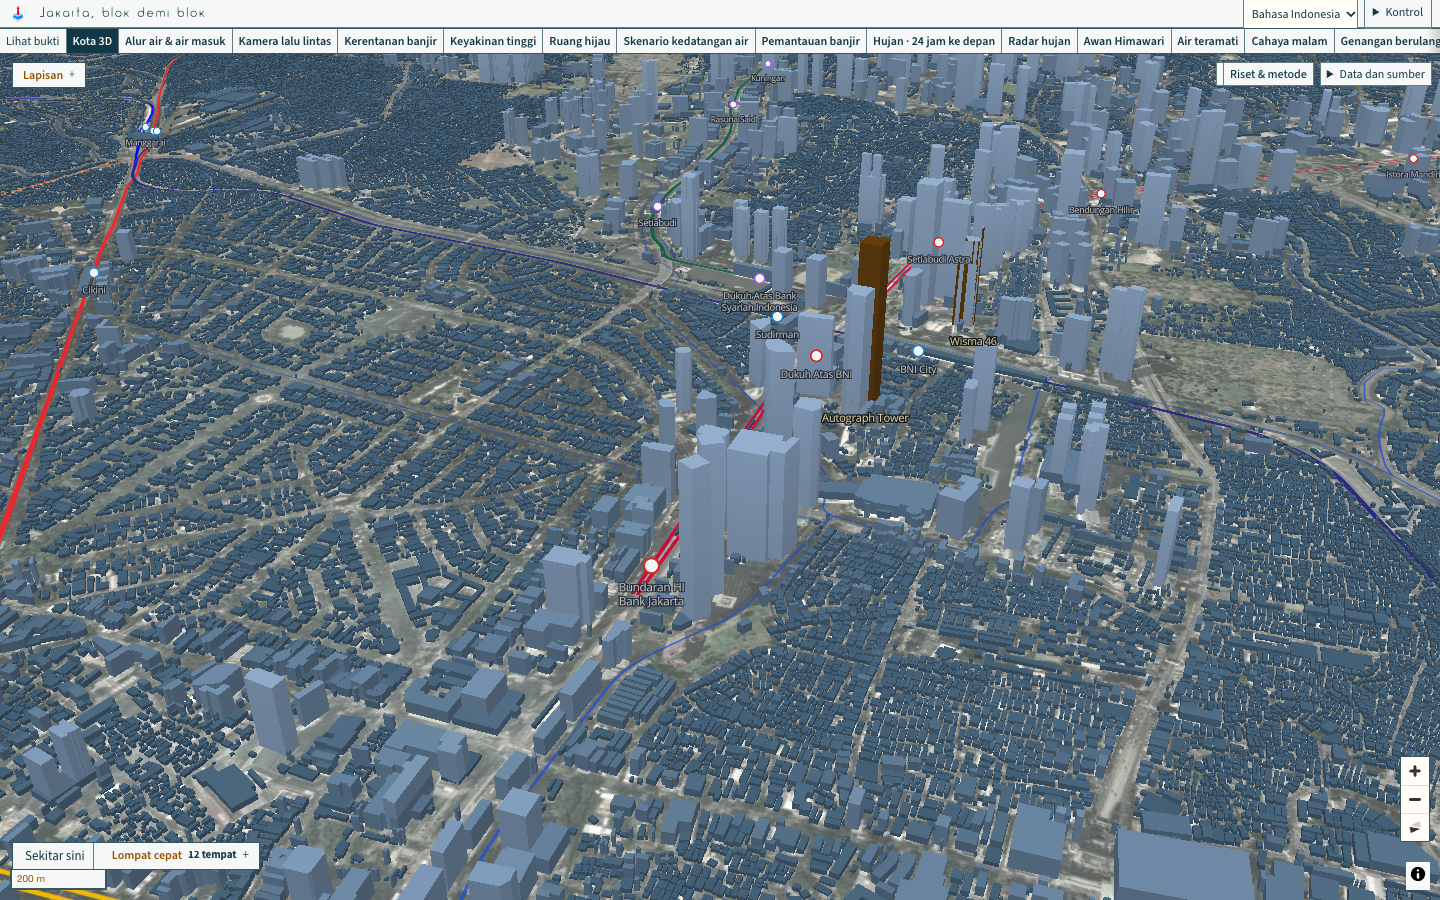 Jakarta, blok demi blok
Bahasa Indonesia
Kontrol
Lihat bukti
Kota 3D
Alur air & air masuk
Kamera lalu lintas
Kerentanan banjir
Keyakinan tinggi
Ruang hijau
Skenario kedatangan air
Pemantauan banjir
Hujan · 24 jam ke depan
Radar hujan
Awan Himawari
Air teramati
Cahaya malam
Genangan berulang
Lapisan +
Riset & metode
Data dan sumber
Kuningan
Rasuna Said
Manggarai
Istora Mandiri
Bendungan Hilir
Setiabudi
Setiabudi Astra
Cikini
Dukuh Atas Bank
Syariah Indonesia
Sudirman
Wisma 46
Dukuh Atas BNI
BNI City
Autograph Tower
Bundaran HI
Bank Jakarta
Sekitar sini
Lompat cepat 12 tempat +
200 m